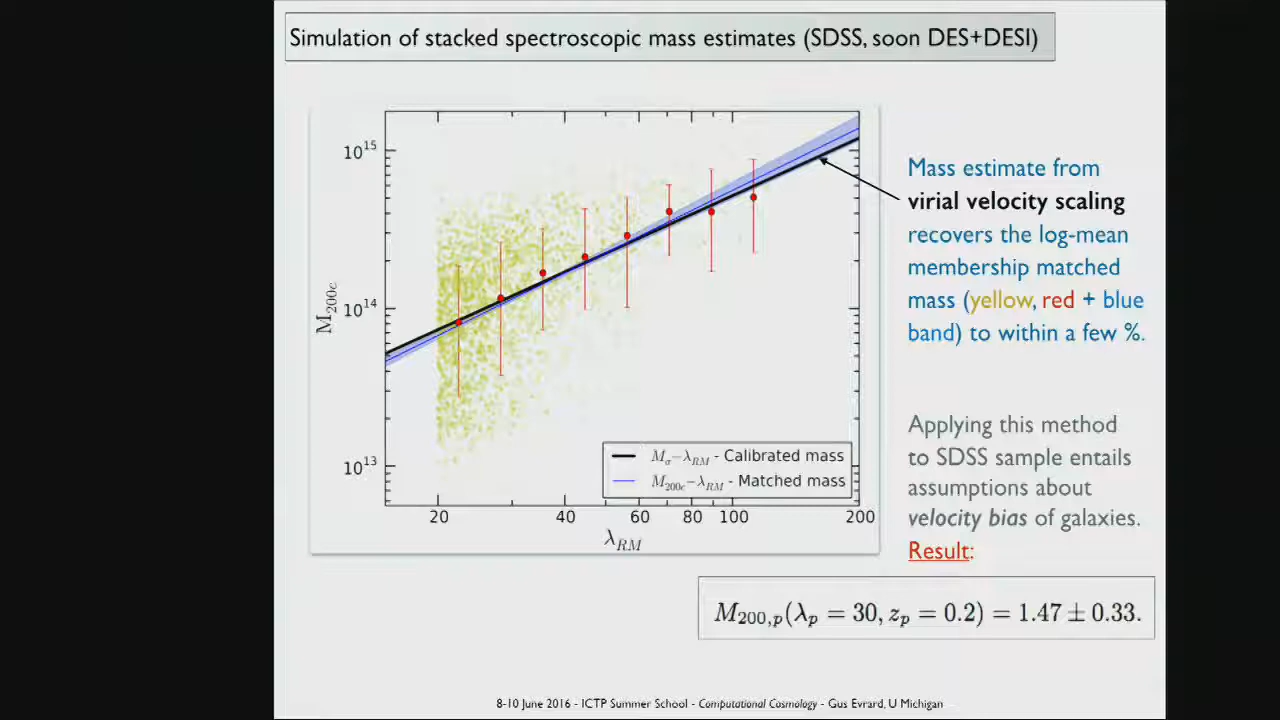 Simulation of stacked spectroscopic mass estimates (SDSS, soon DES+DESI)
10^15
10^14
10^13
M_200c
20 40 60 80 100 200
λ_RM
M_σ−λ_RM - Calibrated mass
M_200c−λ_RM - Matched mass
Mass estimate from
virial velocity scaling
recovers the log-mean
membership matched
mass (yellow, red + blue
band) to within a few %.
Applying this method
to SDSS sample entails
assumptions about
velocity bias of galaxies.
Result:
M_200,p(λ_p = 30, z_p = 0.2) = 1.47 ± 0.33.
8-10 June 2016 - ICTP Summer School - Computational Cosmology - Gus Evrard, U Michigan